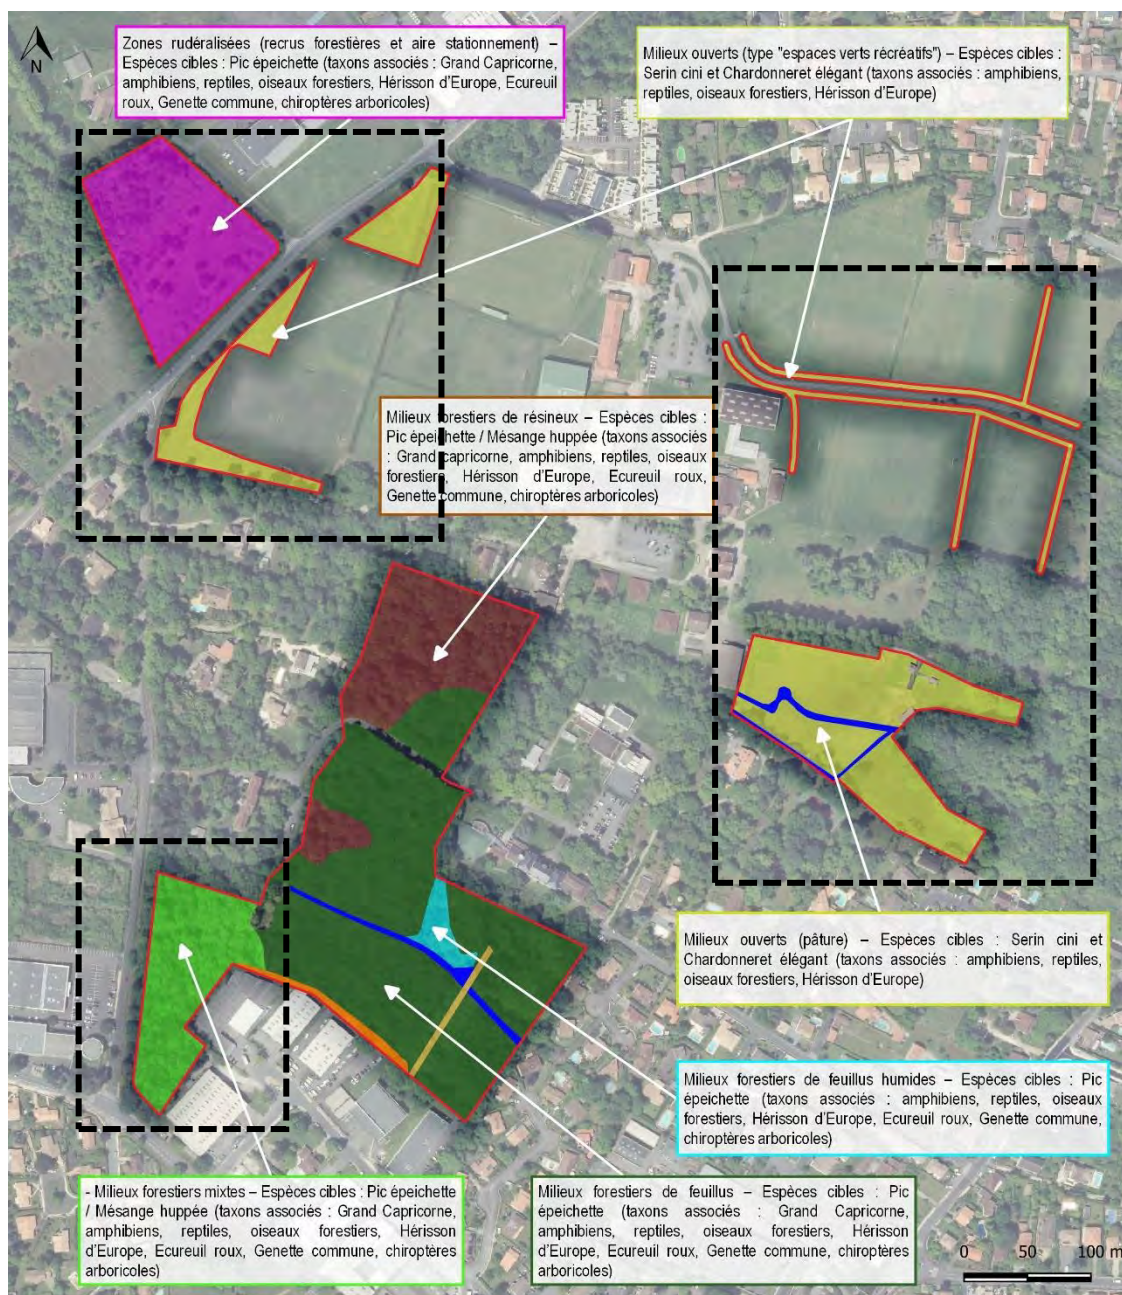 Zones rudéralisées (recrus forestières et aire stationnement) –
Espèces cibles : Pic épeichette (taxons associés : Grand Capricorne,
amphibiens, reptiles, oiseaux forestiers, Hérisson d'Europe, Ecureuil
roux, Genette commune, chiroptères arboricoles)
Milieux ouverts (type "espaces verts récréatifs") – Espèces cibles :
Serin cini et Chardonneret élégant (taxons associés : amphibiens,
reptiles, oiseaux forestiers, Hérisson d'Europe)
N
Milieux forestiers de résineux – Espèces cibles :
Pic épeichette / Mésange huppée (taxons associés
: Grand capricorne, amphibiens, reptiles, oiseaux
forestiers, Hérisson d'Europe, Ecureuil roux,
Genette commune, chiroptères arboricoles)
Milieux ouverts (pâture) – Espèces cibles : Serin cini et
Chardonneret élégant (taxons associés : amphibiens, reptiles,
oiseaux forestiers, Hérisson d'Europe)
Milieux forestiers de feuillus humides – Espèces cibles : Pic
épeichette (taxons associés : amphibiens, reptiles, oiseaux
forestiers, Hérisson d'Europe, Ecureuil roux, Genette commune,
chiroptères arboricoles)
- Milieux forestiers mixtes – Espèces cibles : Pic épeichette
/ Mésange huppée (taxons associés : Grand Capricorne,
amphibiens, reptiles, oiseaux forestiers, Hérisson
d'Europe, Ecureuil roux, Genette commune, chiroptères
arboricoles)
Milieux forestiers de feuillus – Espèces cibles : Pic
épeichette (taxons associés : Grand Capricorne,
amphibiens, reptiles, oiseaux forestiers, Hérisson
d'Europe, Ecureuil roux, Genette commune, chiroptères
arboricoles)
0 50 100 m